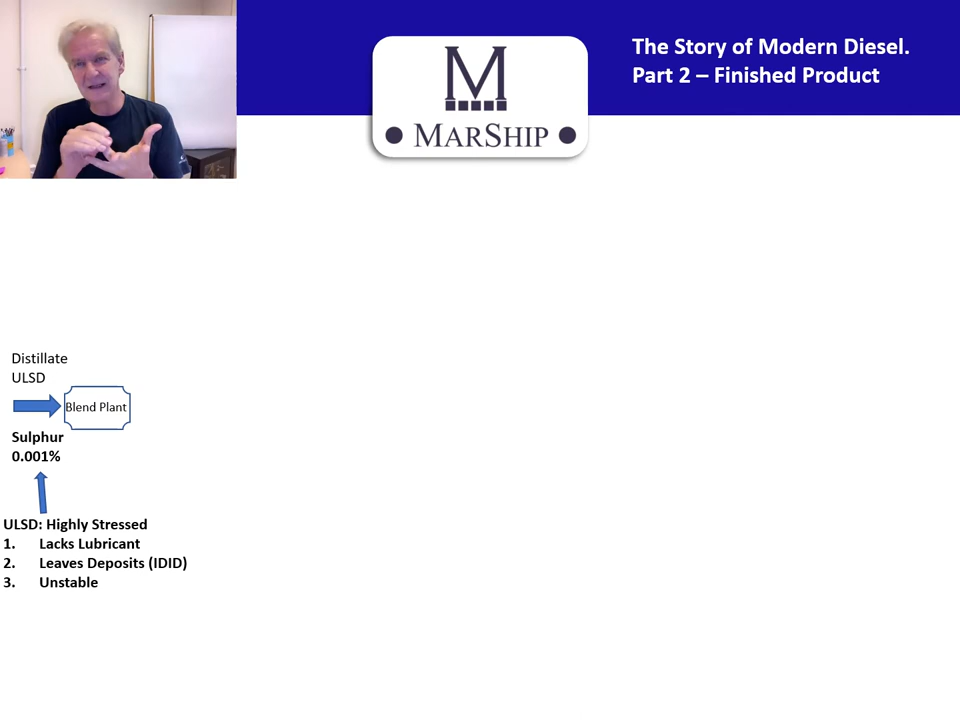 The Story of Modern Diesel.
Part 2 – Finished Product
M
● MARSHIP ●
Distillate
ULSD
Blend Plant
Sulphur
0.001%
ULSD: Highly Stressed
1. Lacks Lubricant
2. Leaves Deposits (IDID)
3. Unstable